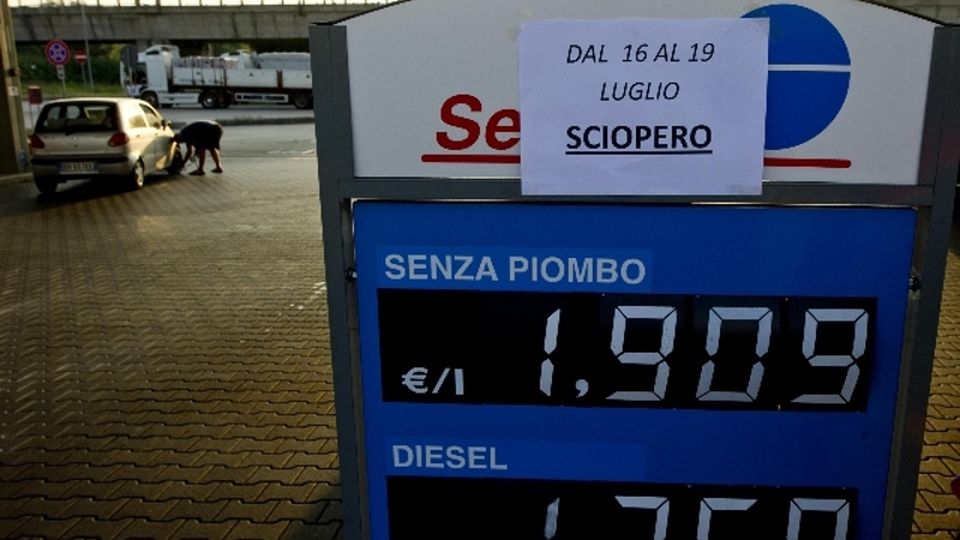 DAL 16 AL 19
LUGLIO
SCIOPERO
Se
SENZA PIOMBO
€/l 1,909
DIESEL